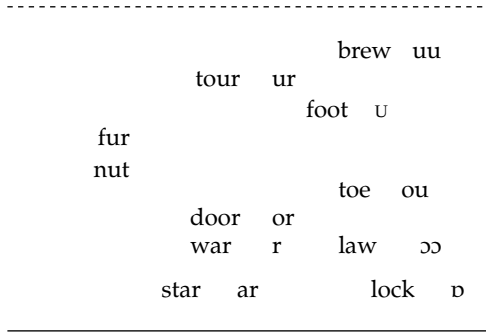 brew uu
tour ur
foot ᴜ
fur
nut
toe ou
door or
war r law ɔɔ
star ar lock ɒ